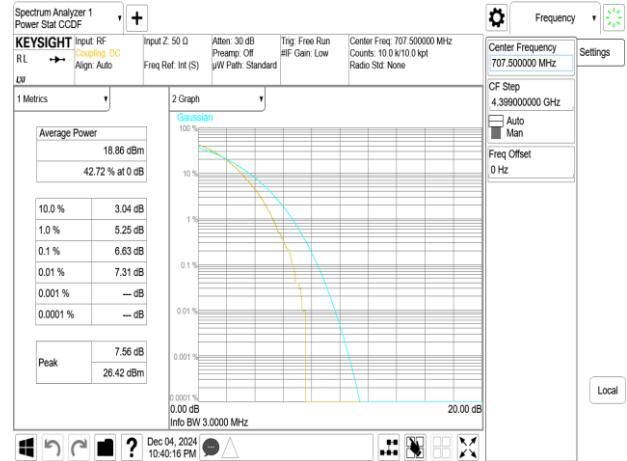 Spectrum Analyzer 1
Power Stat CCDF
Frequency
KEYSIGHT
RL
LXI
Input: RF
Coupling: DC
Align: Auto
Input Z: 50 Ω
Freq Ref: Int (S)
Atten: 30 dB
Preamp: Off
µW Path: Standard
Trig: Free Run
#IF Gain: Low
Center Freq: 707.500000 MHz
Counts: 10.0 k/10.0 kpt
Radio Std: None
Center Frequency
707.500000 MHz
Settings
CF Step
4.399000000 GHz
Auto
Man
Freq Offset
0 Hz
Local
1 Metrics
Average Power
18.86 dBm
42.72 % at 0 dB
10.0 % 3.04 dB
1.0 % 5.25 dB
0.1 % 6.63 dB
0.01 % 7.31 dB
0.001 % --- dB
0.0001 % --- dB
Peak
7.56 dB
26.42 dBm
2 Graph
Gaussian
100 %
10 %
1 %
0.1 %
0.01 %
0.001 %
0.0001 %
0.00 dB 20.00 dB
Info BW 3.0000 MHz
?
Dec 04, 2024
10:40:16 PM